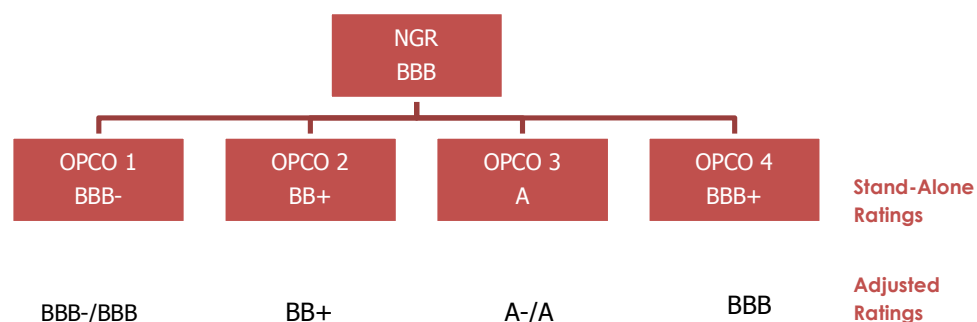 NGR
BBB
OPCO 1
BBB-
OPCO 2
BB+
OPCO 3
A
OPCO 4
BBB+
Stand-Alone
Ratings
BBB-/BBB
BB+
A-/A
BBB
Adjusted
Ratings